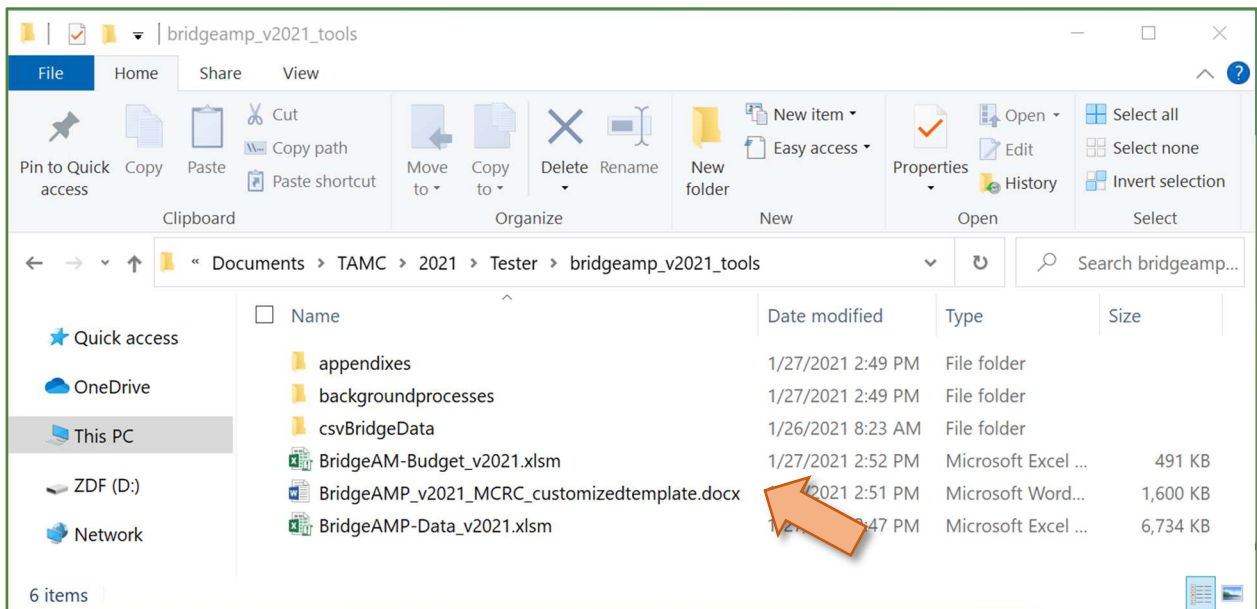 bridgeamp_v2021_tools
File Home Share View
Pin to Quick access
Copy
Paste
Cut
Copy path
Paste shortcut
Move to
Copy to
Delete
Rename
New folder
New item
Easy access
Properties
Open
Edit
History
Select all
Select none
Invert selection
Clipboard Organize New Open Select
« Documents > TAMC > 2021 > Tester > bridgeamp_v2021_tools
Search bridgeamp...
Quick access
OneDrive
This PC
ZDF (D:)
Network
Name Date modified Type Size
appendixes 1/27/2021 2:49 PM File folder
backgroundprocesses 1/27/2021 2:49 PM File folder
csvBridgeData 1/26/2021 8:23 AM File folder
BridgeAM-Budget_v2021.xlsm 1/27/2021 2:52 PM Microsoft Excel ... 491 KB
BridgeAMP_v2021_MCRC_customizedtemplate.docx 2:51 PM Microsoft Word... 1,600 KB
BridgeAMP-Data_v2021.xlsm :47 PM Microsoft Excel ... 6,734 KB
6 items